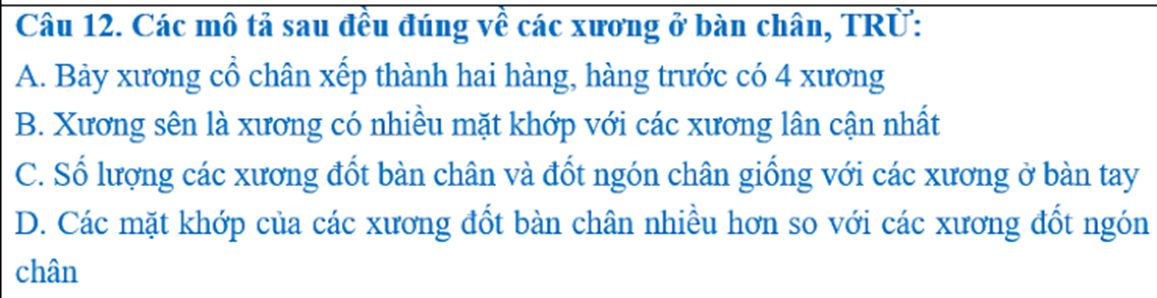 Câu 12. Các mô tả sau đều đúng về các xương ở bàn chân, TRỪ:
A. Bảy xương cổ chân xếp thành hai hàng, hàng trước có 4 xương
B. Xương sên là xương có nhiều mặt khớp với các xương lân cận nhất
C. Số lượng các xương đốt bàn chân và đốt ngón chân giống với các xương ở bàn tay
D. Các mặt khớp của các xương đốt bàn chân nhiều hơn so với các xương đốt ngón
chân